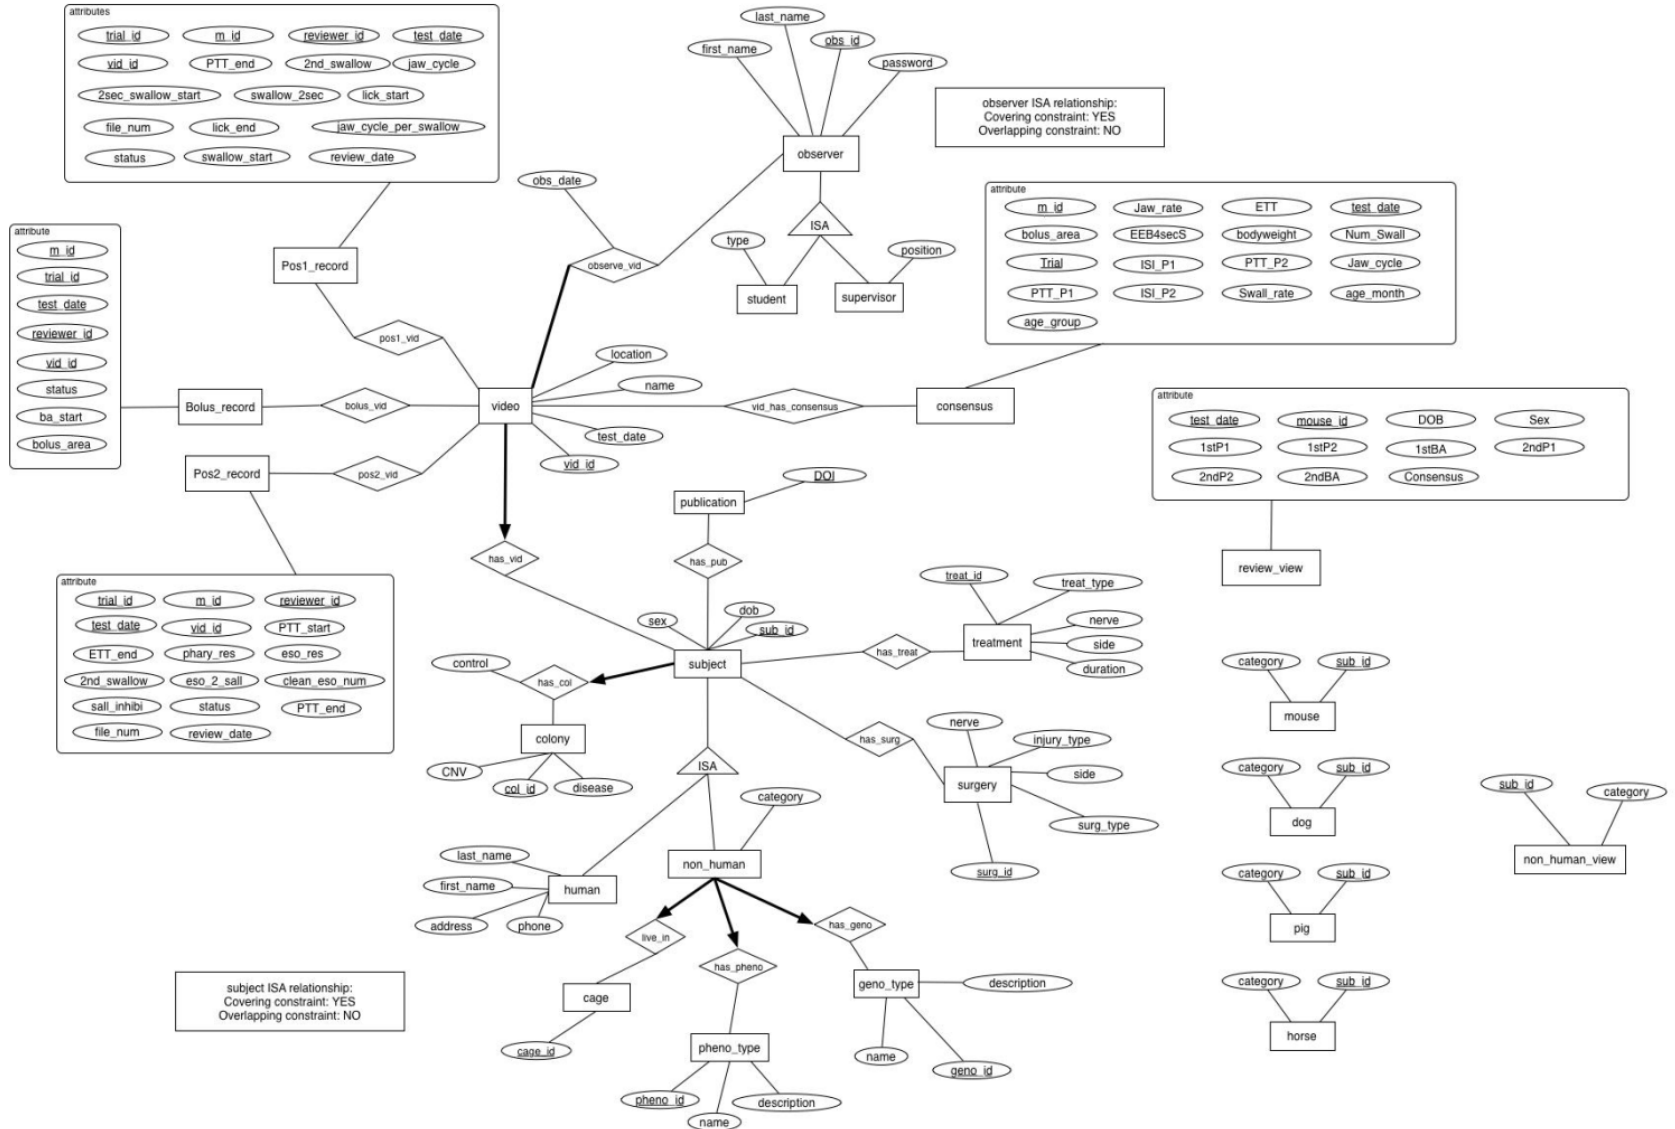 attributes
trial_id
m_id
reviewer_id
test_date
vid_id
PTT_end
2nd_swallow
jaw_cycle
2sec_swallow_start
swallow_2sec
lick_start
file_num
lick_end
jaw_cycle_per_swallow
status
swallow_start
review_date
last_name
first_name
obs_id
password
observer
observer ISA relationship:
Covering constraint: YES
Overlapping constraint: NO
obs_date
observe_vid
ISA
type
position
student
supervisor
attribute
m_id
Jaw_rate
ETT
test_date
bolus_area
EEB4secS
bodyweight
Num_Swall
Trial
ISI_P1
PTT_P2
Jaw_cycle
PTT_P1
ISI_P2
Swall_rate
age_month
age_group
attribute
m_id
trial_id
test_date
reviewer_id
vid_id
status
ba_start
bolus_area
Pos1_record
pos1_vid
Bolus_record
bolus_vid
video
location
name
test_date
vid_id
vid_has_consensus
consensus
Pos2_record
pos2_vid
attribute
test_date
mouse_id
DOB
Sex
1stP1
1stP2
1stBA
2ndP1
2ndP2
2ndBA
Consensus
review_view
publication
DOI
has_vid
has_pub
attribute
trial_id
m_id
reviewer_id
test_date
vid_id
PTT_start
ETT_end
phary_res
eso_res
2nd_swallow
eso_2_sall
clean_eso_num
sall_inhibi
status
PTT_end
file_num
review_date
sex
dob
sub_id
subject
has_treat
treat_id
treat_type
nerve
side
duration
treatment
control
has_col
colony
CNV
col_id
disease
ISA
has_surg
nerve
injury_type
side
surg_type
surg_id
surgery
category
non_human
last_name
first_name
address
phone
human
live_in
has_pheno
has_geno
cage
cage_id
pheno_type
pheno_id
name
description
geno_type
description
name
geno_id
subject ISA relationship:
Covering constraint: YES
Overlapping constraint: NO
category
sub_id
mouse
category
sub_id
dog
category
sub_id
pig
category
sub_id
horse
sub_id
category
non_human_view